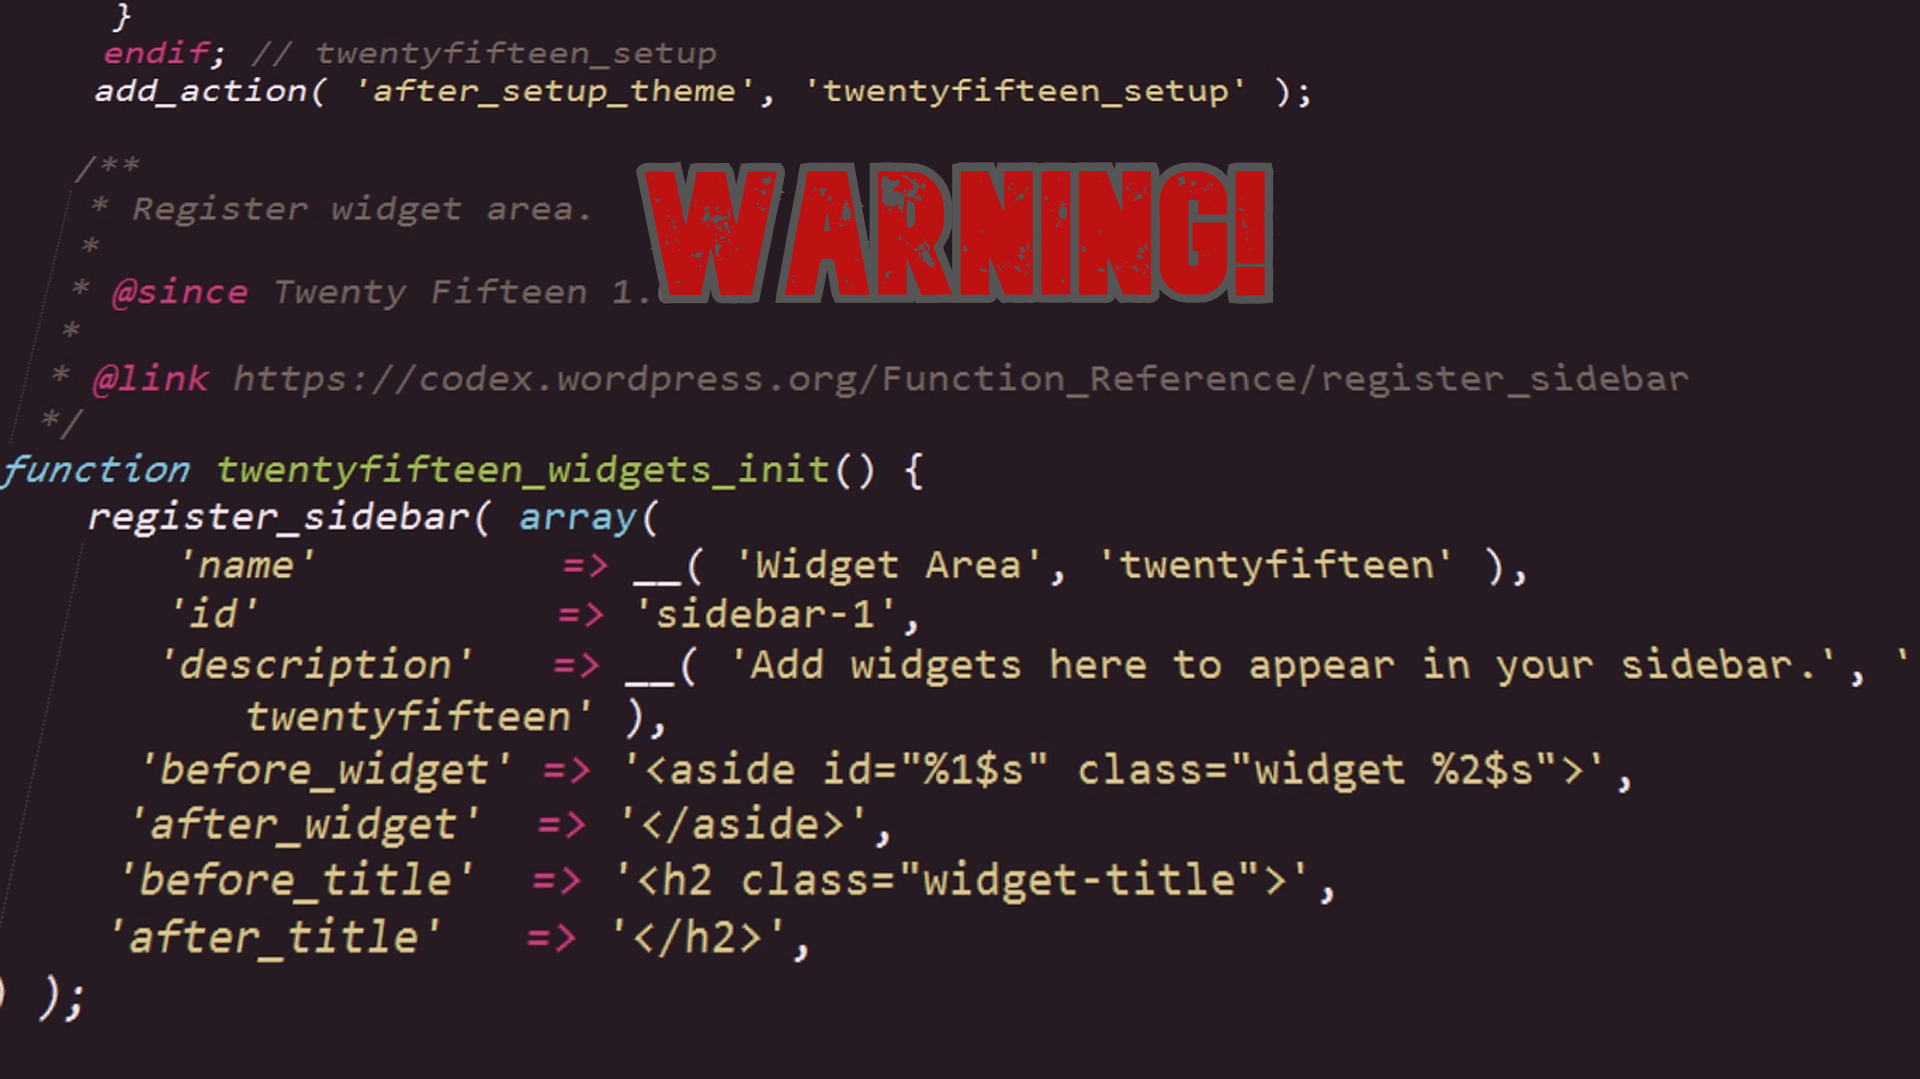 }
endif; // twentyfifteen_setup
add_action( 'after_setup_theme', 'twentyfifteen_setup' );
/**
WARNING!
* Register widget area.
*
* @since Twenty Fifteen 1.
*
* @link https://codex.wordpress.org/Function_Reference/register_sidebar
*/
function twentyfifteen_widgets_init() {
register_sidebar( array(
'name' => __( 'Widget Area', 'twentyfifteen' ),
'id' => 'sidebar-1',
'description' => __( 'Add widgets here to appear in your sidebar.', '
twentyfifteen' ),
'before_widget' => '<aside id="%1$s" class="widget %2$s">',
'after_widget' => '</aside>',
'before_title' => '<h2 class="widget-title">',
'after_title' => '</h2>',
) );